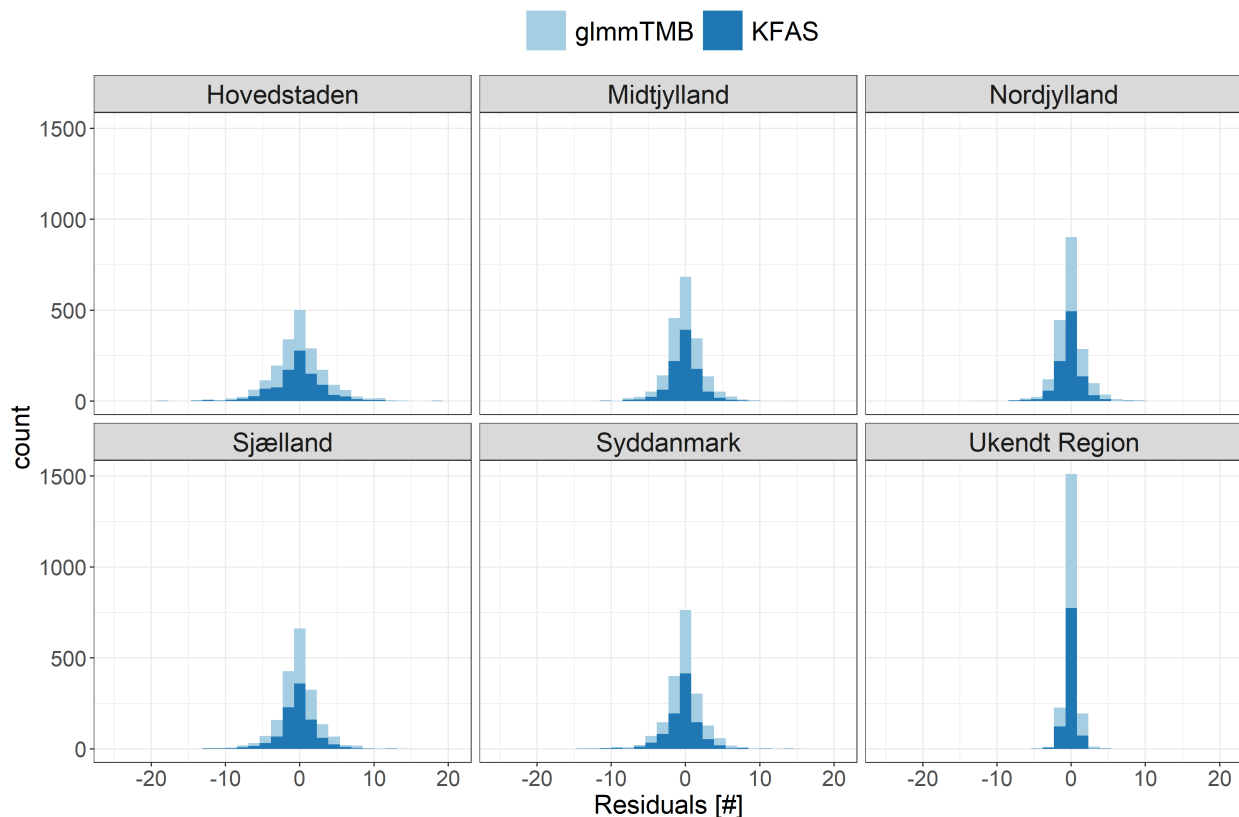 glmmTMB KFAS
Hovedstaden Midtjylland Nordjylland
1500
1000
500
0
count
Sjælland Syddanmark Ukendt Region
1500
1000
500
0
-20 -10 0 10 20 -20 -10 0 10 20 -20 -10 0 10 20
Residuals [#]